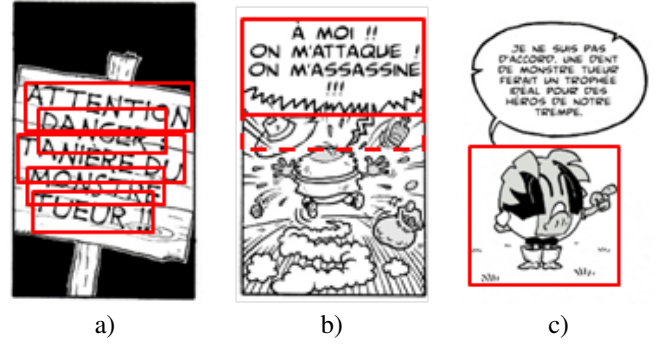 ATTENTION
DANGER !
TANIÈRE DU
MONSTRE
TUEUR !!
À MOI !!
ON M'ATTAQUE !
ON M'ASSASSINE
!!!
JE NE SUIS PAS
D'ACCORD. UNE DENT
DE MONSTRE TUEUR
FERAIT UN TROPHÉE
IDÉAL POUR DES
HÉROS DE NOTRE
TREMPE.
a)
b)
c)